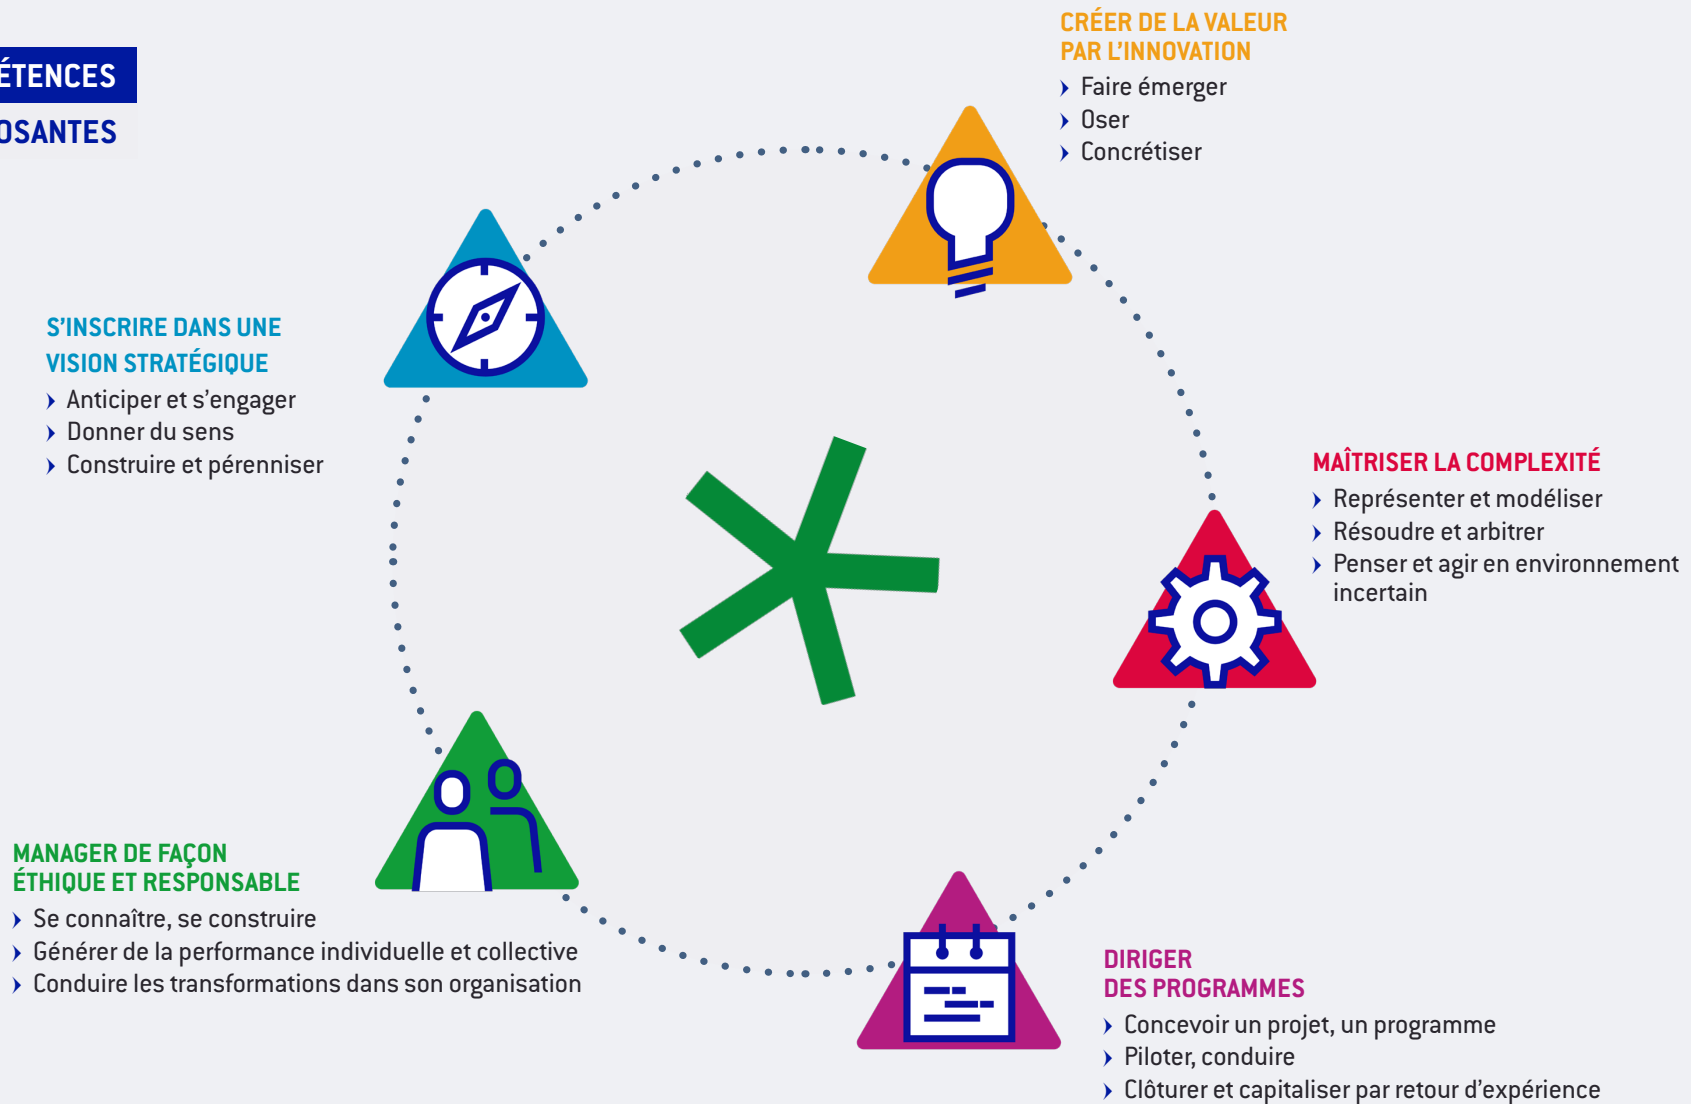 ÉTENCES
OSANTES
CRÉER DE LA VALEUR
PAR L’INNOVATION
Faire émerger
Oser
Concrétiser
S’INSCRIRE DANS UNE
VISION STRATÉGIQUE
Anticiper et s’engager
Donner du sens
Construire et pérenniser
MAÎTRISER LA COMPLEXITÉ
Représenter et modéliser
Résoudre et arbitrer
Penser et agir en environnement
incertain
MANAGER DE FAÇON
ÉTHIQUE ET RESPONSABLE
Se connaître, se construire
Générer de la performance individuelle et collective
Conduire les transformations dans son organisation
DIRIGER
DES PROGRAMMES
Concevoir un projet, un programme
Piloter, conduire
Clôturer et capitaliser par retour d’expérience